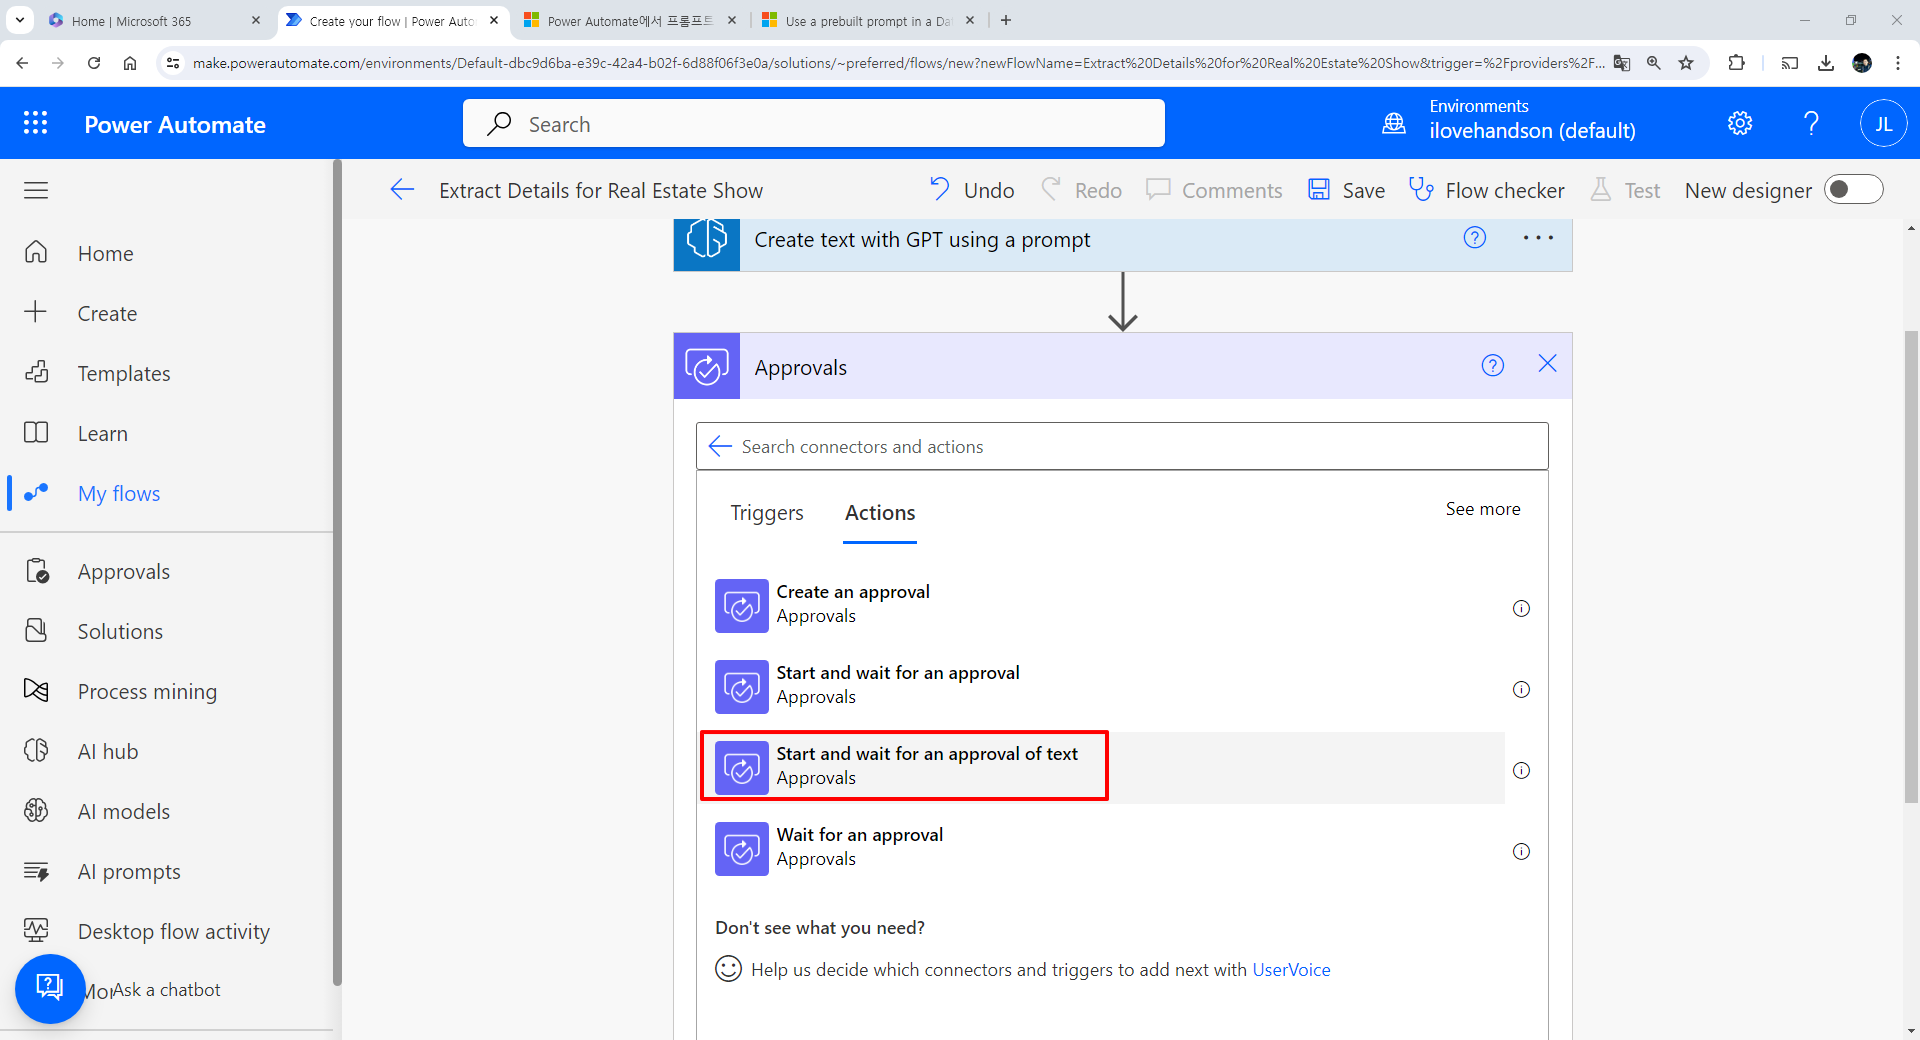 Home | Microsoft 365
Create your flow | Power Auto
Power Automate에서 프롬프트
Use a prebuilt prompt in a Da
make.powerautomate.com/environments/Default-dbc9d6ba-e39c-42a4-b02f-6d88f06f3e0a/solutions/~preferred/flows/new?newFlowName=Extract%20Details%20for%20Real%20Estate%20Show&trigger=%2Fproviders%2F...
Power Automate
Search
Environments
ilovehandson (default)
JL
Extract Details for Real Estate Show
Undo
Redo
Comments
Save
Flow checker
Test
New designer
Home
Create
Templates
Learn
My flows
Approvals
Solutions
Process mining
AI hub
AI models
AI prompts
Desktop flow activity
Mor
Ask a chatbot
Create text with GPT using a prompt
Approvals
Search connectors and actions
Triggers
Actions
See more
Create an approval
Approvals
Start and wait for an approval
Approvals
Start and wait for an approval of text
Approvals
Wait for an approval
Approvals
Don't see what you need?
Help us decide which connectors and triggers to add next with UserVoice